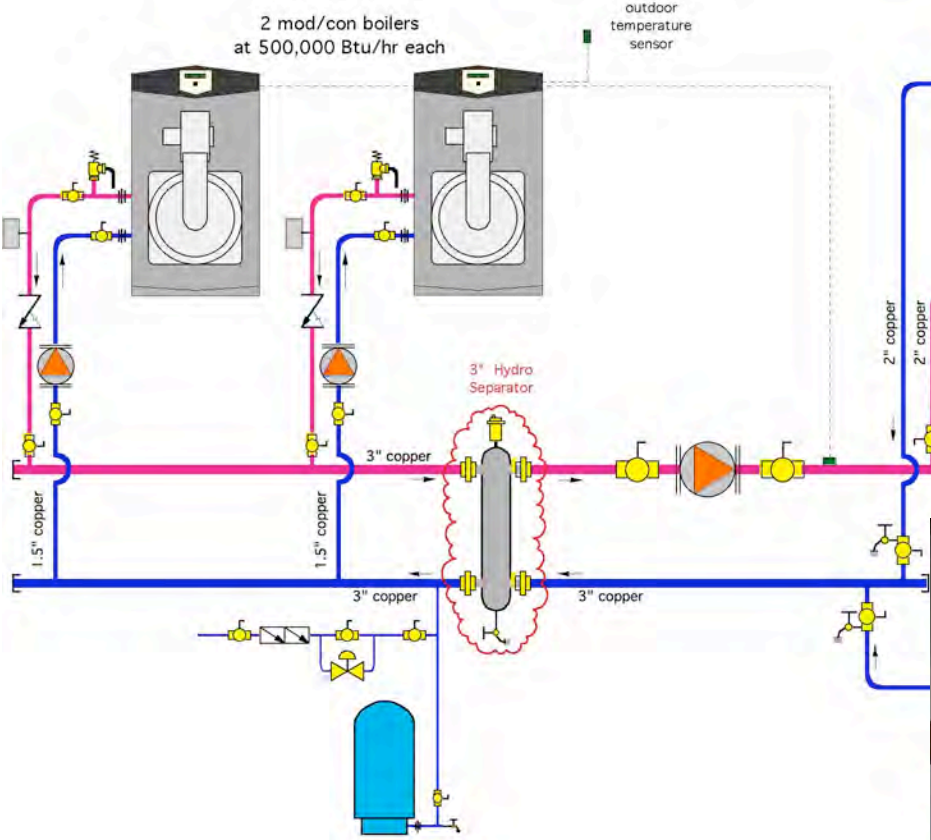 2 mod/con boilers
at 500,000 Btu/hr each
outdoor
temperature
sensor
2" copper
2" copper
3" Hydro
Separator
3" copper
1.5" copper
1.5" copper
3" copper
3" copper